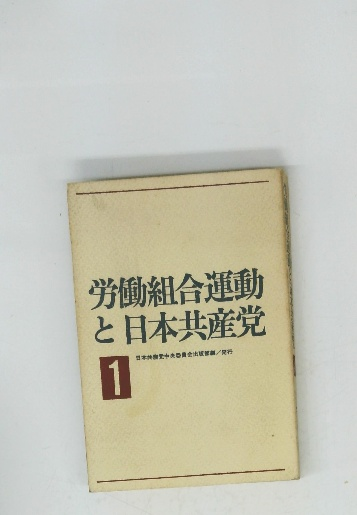 労働組合運動
と日本共産党
1
日本共産党中央委員会出版部編／発行